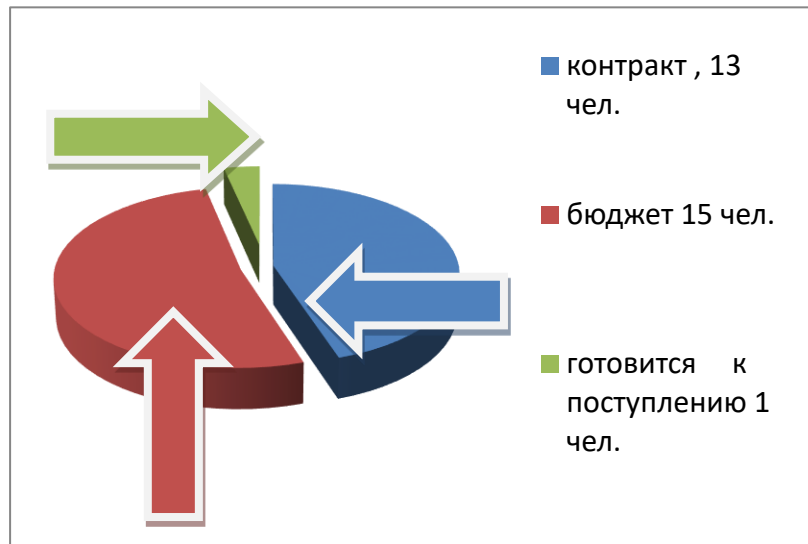 контракт , 13
чел.
бюджет 15 чел.
готовится к
поступлению 1
чел.